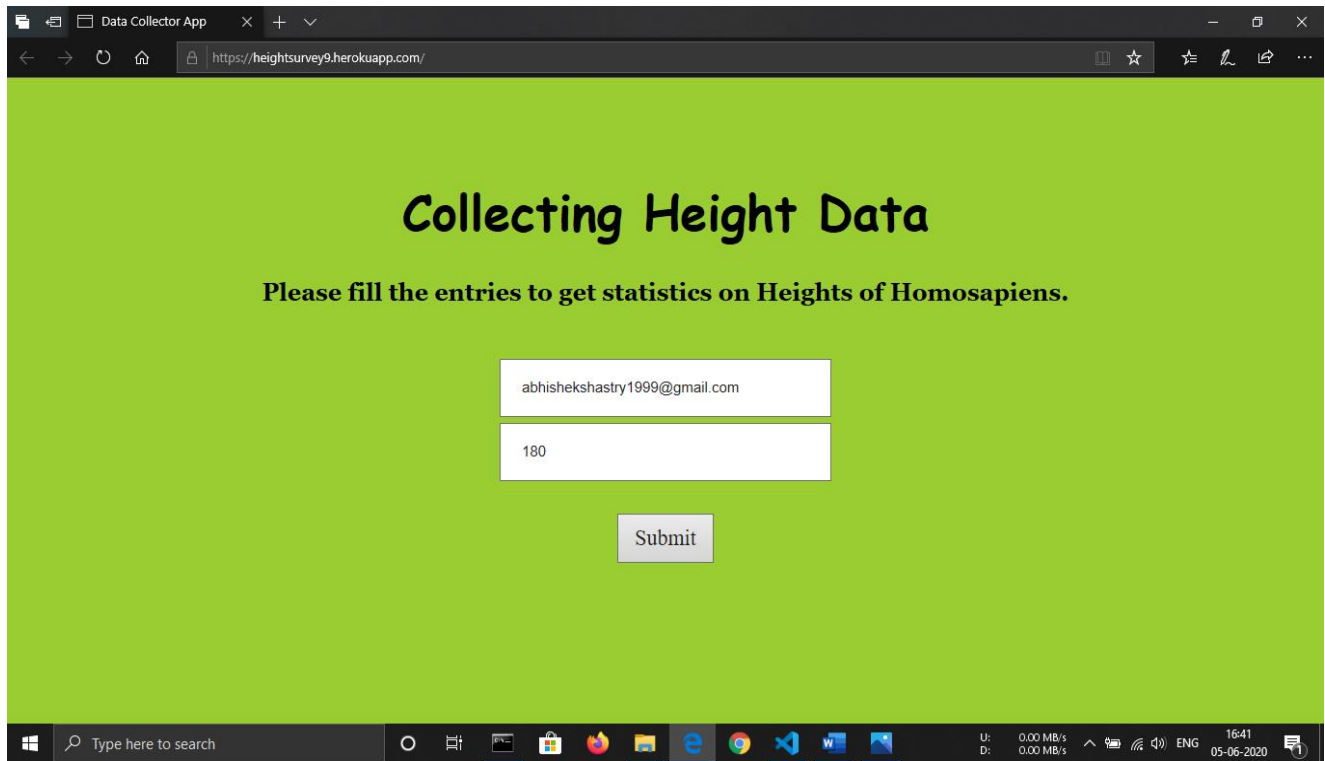 Data Collector App
https://heightsurvey9.herokuapp.com/
Collecting Height Data
Please fill the entries to get statistics on Heights of Homosapiens.
abhishekshastry1999@gmail.com
180
Submit
Type here to search
U: 0.00 MB/s
D: 0.00 MB/s
ENG
16:41
05-06-2020
1